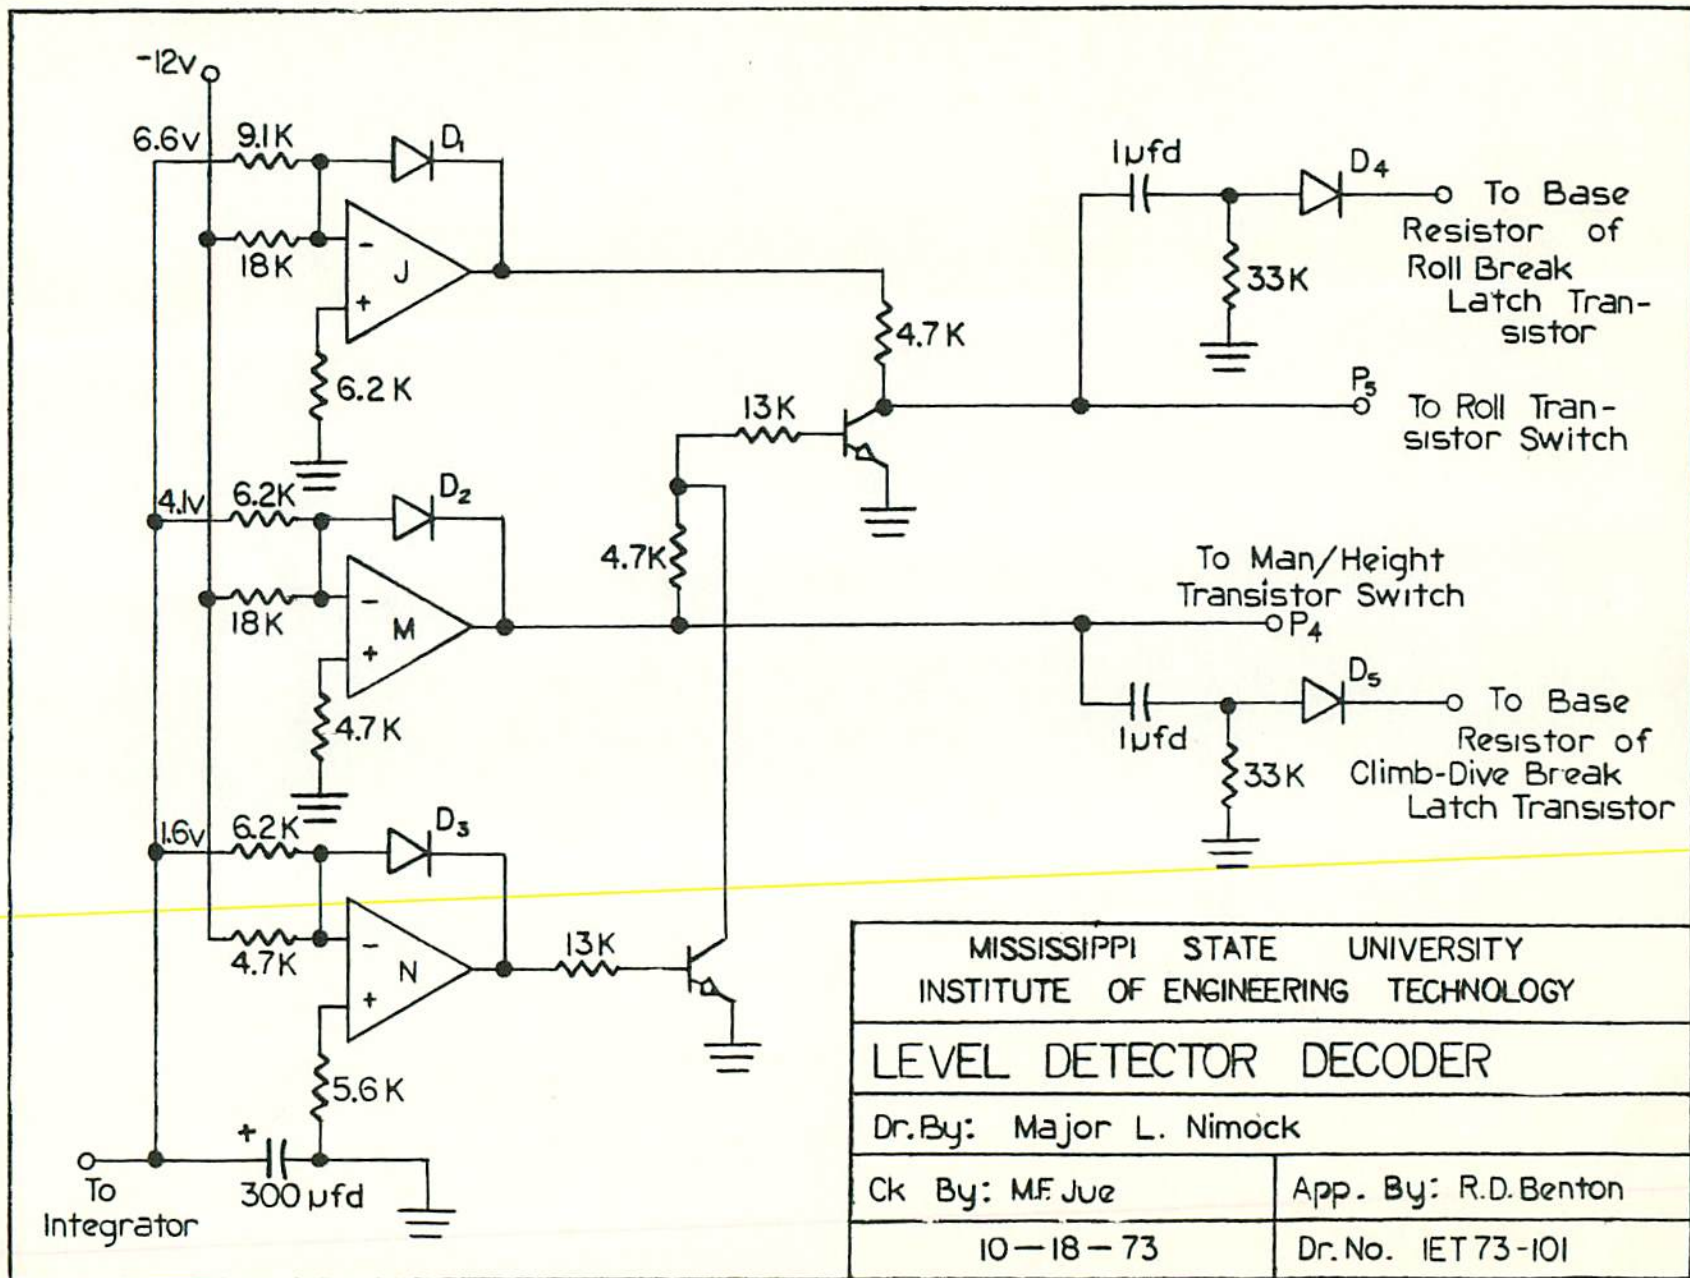 -12v
6.6v
9.1K
D1
18K
-
J
+
6.2K
4.1v
6.2K
D2
18K
-
M
+
4.7K
1.6v
6.2K
D3
4.7K
-
N
+
5.6K
+
300 µfd
To
Integrator
13K
4.7K
13K
4.7K
1µfd
D4
33K
To Base
Resistor of
Roll Break
Latch Tran-
sistor
P5
To Roll Tran-
sistor Switch
To Man/Height
Transistor Switch
P4
1µfd
D5
33K
To Base
Resistor of
Climb-Dive Break
Latch Transistor
MISSISSIPPI STATE UNIVERSITY
INSTITUTE OF ENGINEERING TECHNOLOGY
LEVEL DETECTOR DECODER
Dr. By: Major L. Nimock
Ck By: M.F. Jue
App. By: R.D. Benton
10-18-73
Dr. No. IET 73-101